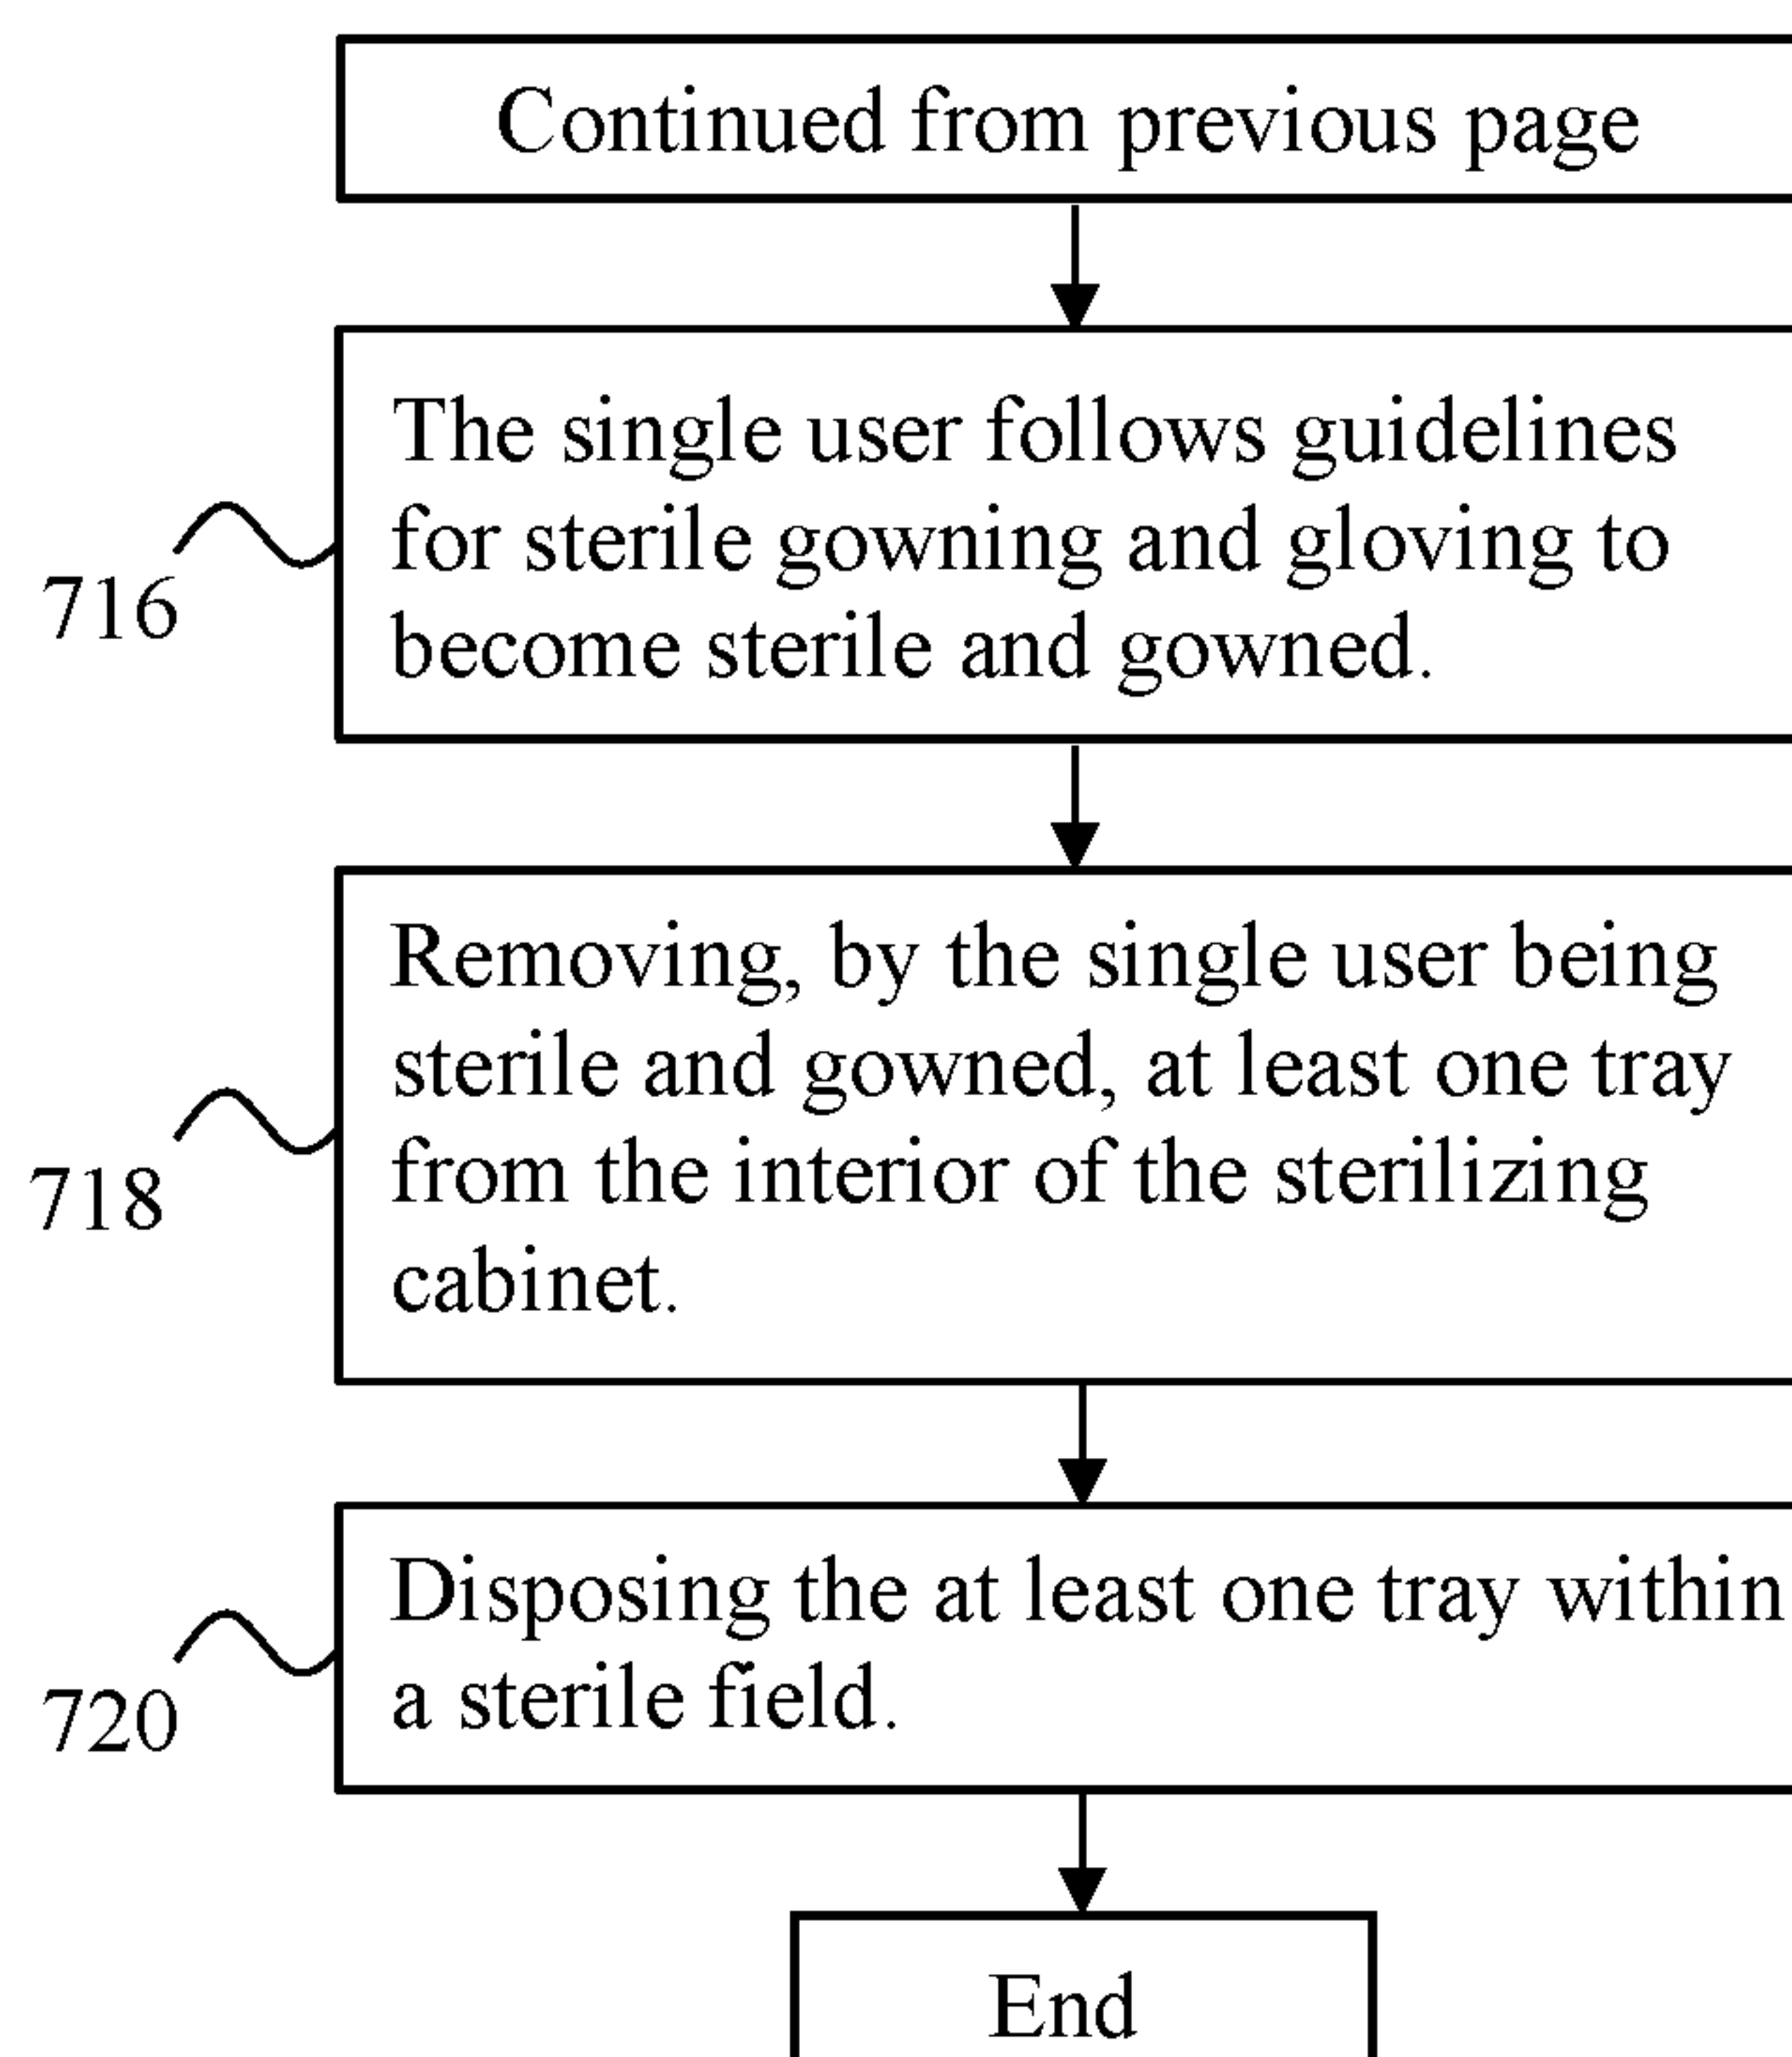 Continued from previous page
The single user follows guidelines
for sterile gowning and gloving to
become sterile and gowned.
716
Removing, by the single user being
sterile and gowned, at least one tray
from the interior of the sterilizing
cabinet.
718
Disposing the at least one tray within
a sterile field.
720
End